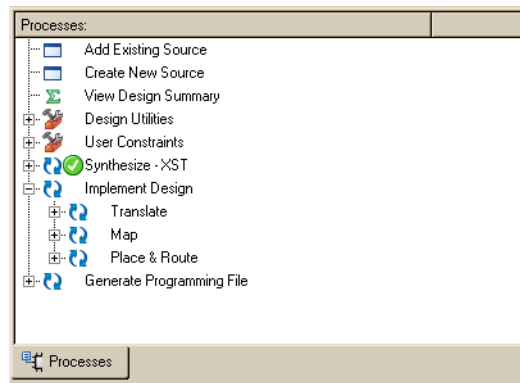 Processes:
Add Existing Source
Create New Source
View Design Summary
Design Utilities
User Constraints
Synthesize - XST
Implement Design
Translate
Map
Place & Route
Generate Programming File
Processes